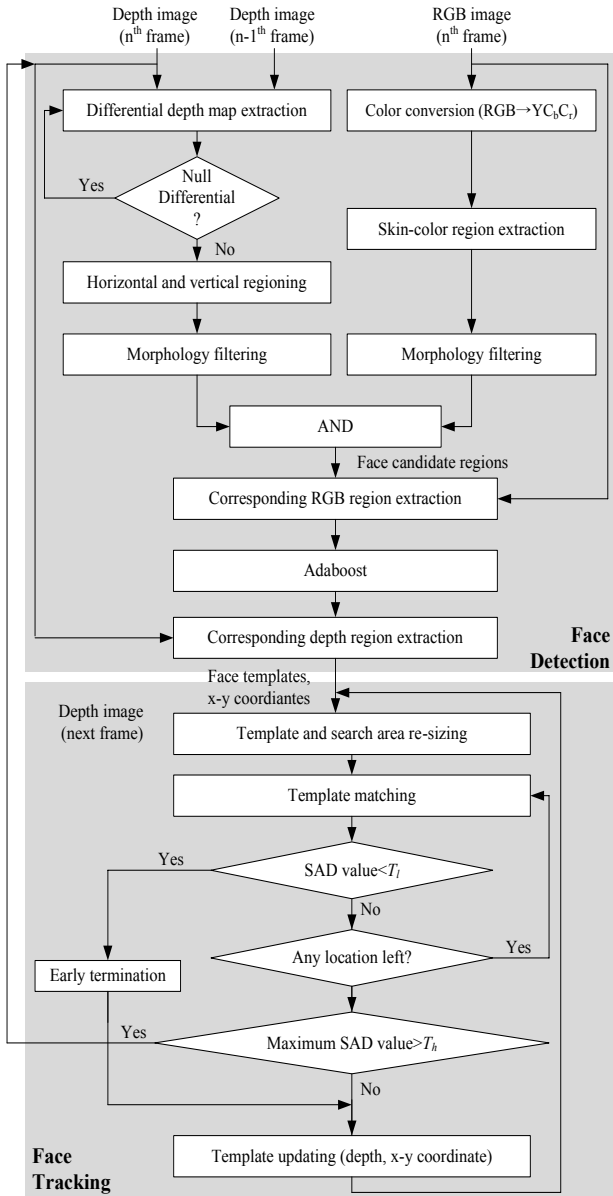 Depth image
(nth frame)
Depth image
(n-1th frame)
RGB image
(nth frame)
Differential depth map extraction
Color conversion (RGB→YCbCr)
Null
Differential
?
Yes
No
Skin-color region extraction
Horizontal and vertical regioning
Morphology filtering
Morphology filtering
AND
Face candidate regions
Corresponding RGB region extraction
Adaboost
Corresponding depth region extraction
Face
Detection
Face templates,
x-y coordiantes
Depth image
(next frame)
Template and search area re-sizing
Template matching
Yes
SAD value<Tl
No
Any location left?
Yes
Early termination
Yes
Maximum SAD value>Th
No
Template updating (depth, x-y coordinate)
Face
Tracking